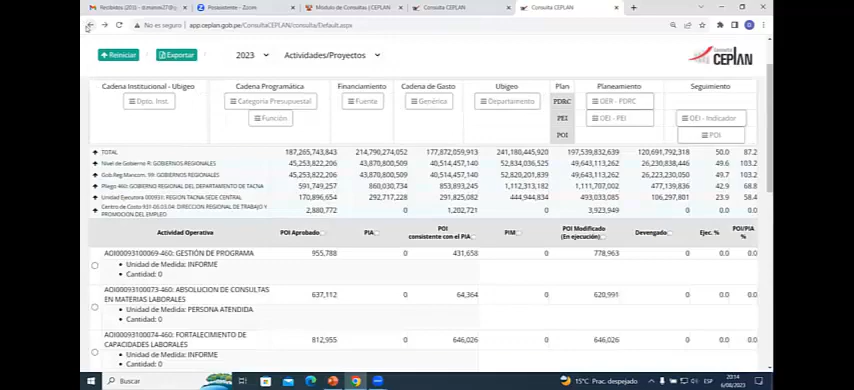 Recibidos (203) - dcmanos27@g
Posasistente - Zoom
Módulo de Consultas | CEPLAN
Consulta CEPLAN
Consulta CEPLAN
No es seguro | app.ceplan.gob.pe/ConsultaCEPLAN/consulta/Default.aspx
Reiniciar
Exportar
2023
Actividades/Proyectos
Consulta CEPLAN
Cadena Institucional - Ubigeo Cadena Programática Financiamiento Cadena de Gasto Ubigeo Plan Planeamiento Seguimiento
Dpto. Inst. Categoría Presupuestal Fuente Genérica Departamento PDRC OER - PDRC
Función PEI OEI - PEI OEI - Indicador
POI POI
TOTAL 187,265,743,843 214,790,274,052 177,872,059,913 241,180,445,920 197,539,832,639 120,691,792,318 50.0 87.2
Nivel de Gobierno R: GOBIERNOS REGIONALES 45,253,822,206 43,870,800,509 40,514,457,140 52,834,036,525 49,643,113,262 26,230,838,446 49.6 103.2
Gob.Reg./Mancom. 99: GOBIERNOS REGIONALES 45,253,822,206 43,870,800,509 40,514,457,140 52,820,201,839 49,643,113,262 26,223,230,050 49.7 103.2
Pliego 460: GOBIERNO REGIONAL DEL DEPARTAMENTO DE TACNA 591,749,257 860,030,734 853,893,245 1,112,313,182 1,111,707,002 477,139,836 42.9 68.8
Unidad Ejecutora 000931: REGION TACNA SEDE CENTRAL 170,896,654 292,717,228 291,825,082 444,944,834 493,033,085 106,297,801 23.9 58.4
Centro de Costo 931-00.03.04: DIRECCION REGIONAL DE TRABAJO Y PROMOCION DEL EMPLEO 2,880,772 0 1,202,721 0 3,923,949 0 0.0 0.0
Actividad Operativa POI Aprobado PIA POI consistente con el PIA PIM POI Modificado (En ejecución) Devengado Ejec. % POI/PIA %
AOI00093100069-460: GESTIÓN DE PROGRAMA 955,788 0 431,658 0 778,963 0 0.0 0.0
Unidad de Medida: INFORME
Cantidad: 0
AOI00093100073-460: ABSOLUCION DE CONSULTAS EN MATERIAS LABORALES 637,112 0 64,364 0 620,991 0 0.0 0.0
Unidad de Medida: PERSONA ATENDIDA
Cantidad: 0
AOI00093100074-460: FORTALECIMIENTO DE CAPACIDADES LABORALES 812,955 0 646,026 0 646,026 0 0.0 0.0
Unidad de Medida: INFORME
Cantidad: 0
Buscar
15°C Prac. despejado
ESP
20:14
6/08/2023